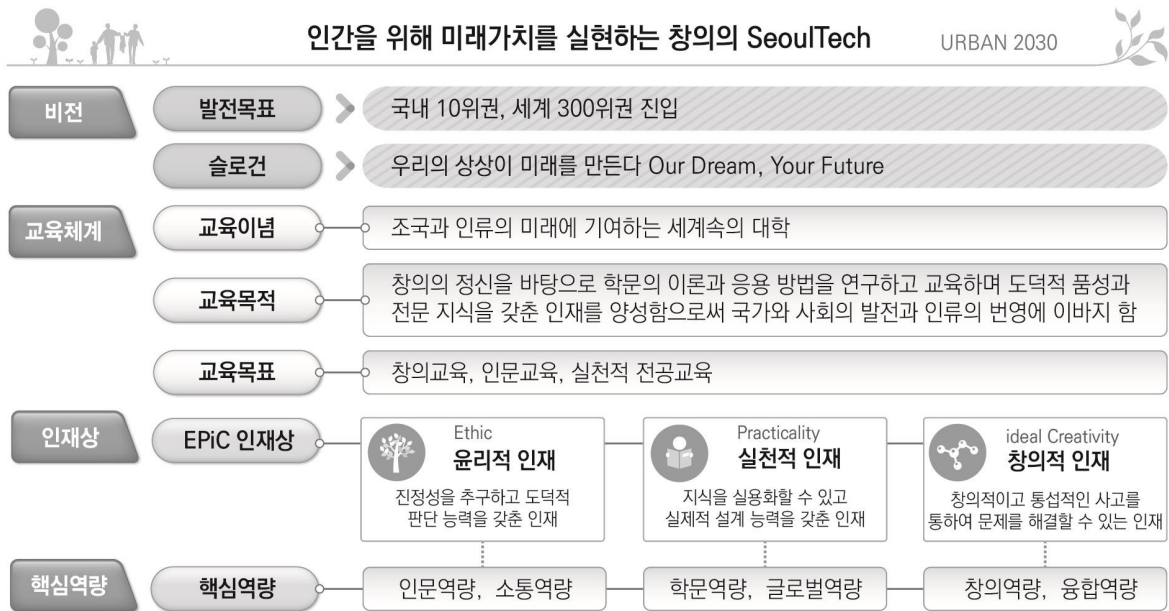 인간을 위해 미래가치를 실현하는 창의의 SeoulTech
URBAN 2030
비전
발전목표
국내 10위권, 세계 300위권 진입
슬로건
우리의 상상이 미래를 만든다 Our Dream, Your Future
교육체계
교육이념
조국과 인류의 미래에 기여하는 세계속의 대학
교육목적
창의의 정신을 바탕으로 학문의 이론과 응용 방법을 연구하고 교육하며 도덕적 품성과
전문 지식을 갖춘 인재를 양성함으로써 국가와 사회의 발전과 인류의 번영에 이바지 함
교육목표
창의교육, 인문교육, 실천적 전공교육
인재상
EPiC 인재상
Ethic
윤리적 인재
진정성을 추구하고 도덕적
판단 능력을 갖춘 인재
Practicality
실천적 인재
지식을 실용화할 수 있고
실제적 설계 능력을 갖춘 인재
ideal Creativity
창의적 인재
창의적이고 통섭적인 사고를
통하여 문제를 해결할 수 있는 인재
핵심역량
핵심역량
인문역량, 소통역량
학문역량, 글로벌역량
창의역량, 융합역량